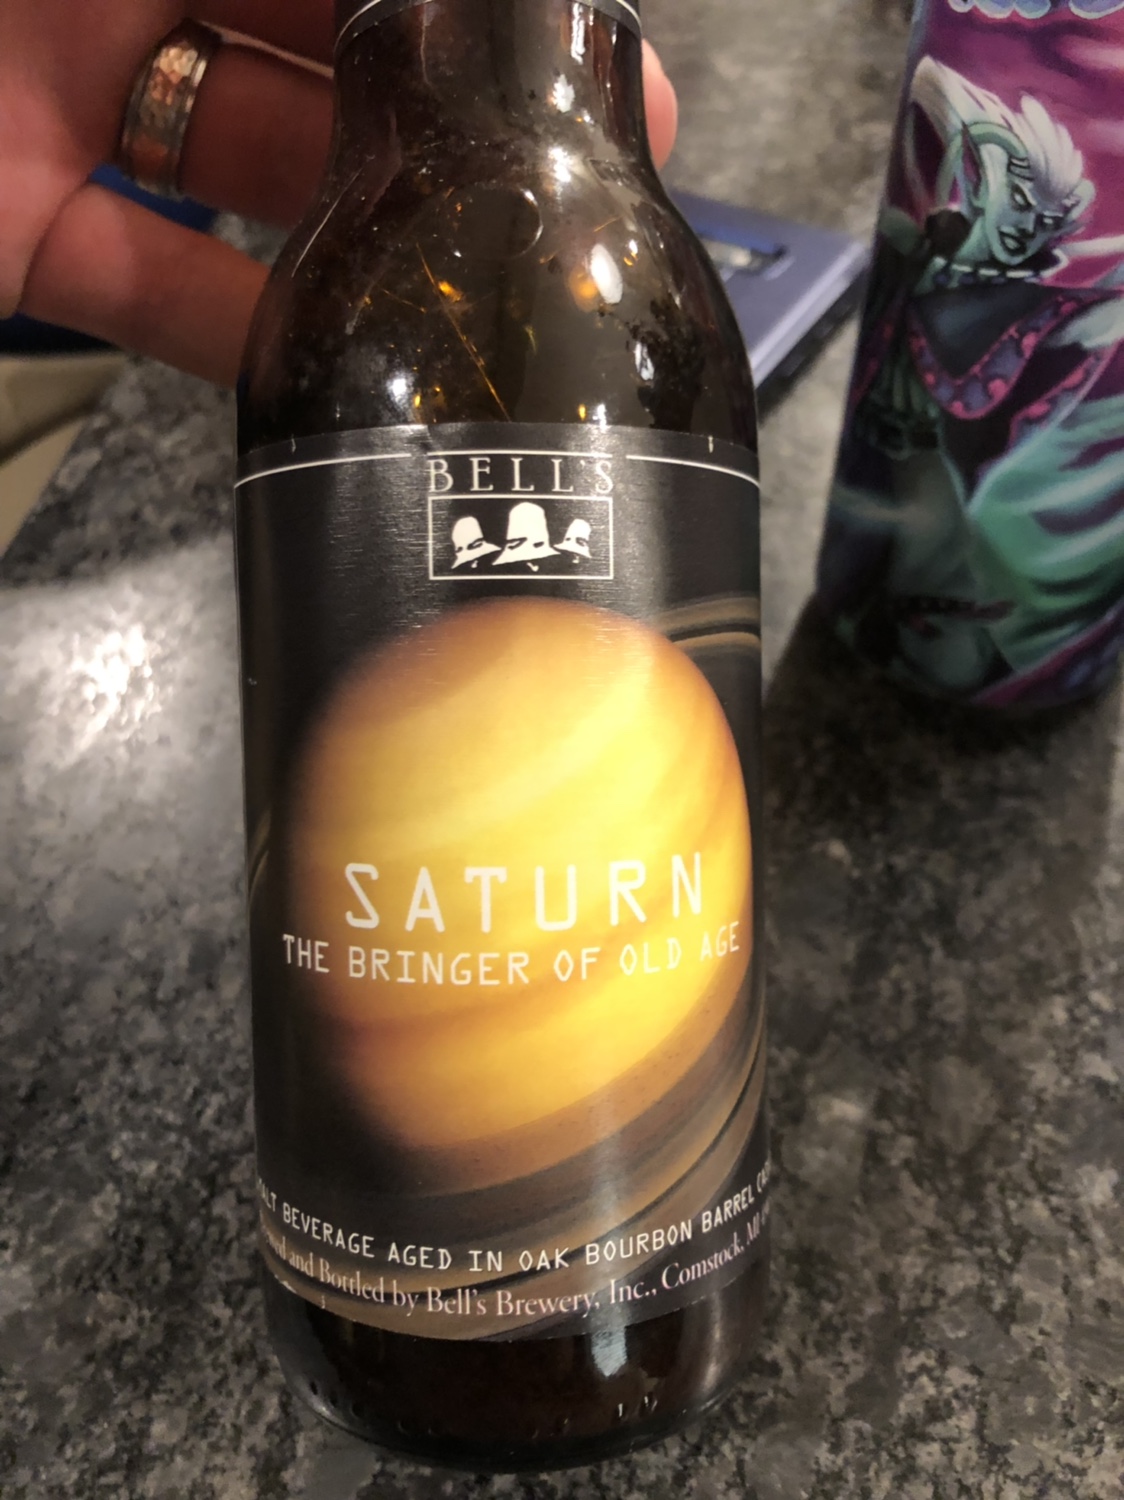 BELL'S
SATURN
THE BRINGER OF OLD AGE
BEVERAGE AGED IN OAK BOURBON BARREL
and Bottled by Bell's Brewery, Inc., Comstock, MI